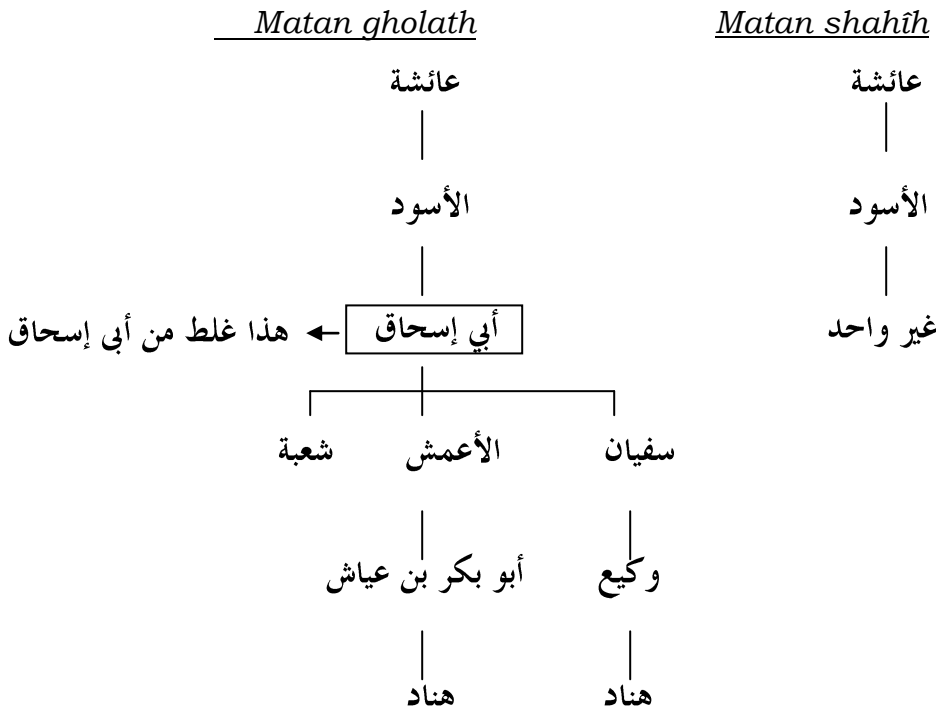 Matan gholath	Matan shahîh
عائشة	عائشة
الأسود	الأسود
هذا غلط من أبى إسحاق	أبي إسحاق	غير واحد
شعبة	الأعمش	سفيان
أبو بكر بن عياش	وكيع
هناد	هناد